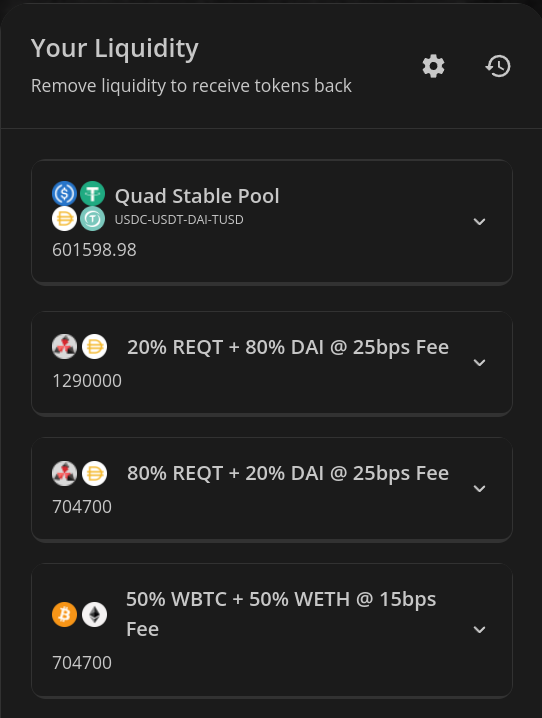 Your Liquidity
Remove liquidity to receive tokens back
Quad Stable Pool
USDC-USDT-DAI-TUSD
601598.98
20% REQT + 80% DAI @ 25bps Fee
1290000
80% REQT + 20% DAI @ 25bps Fee
704700
50% WBTC + 50% WETH @ 15bps
Fee
704700